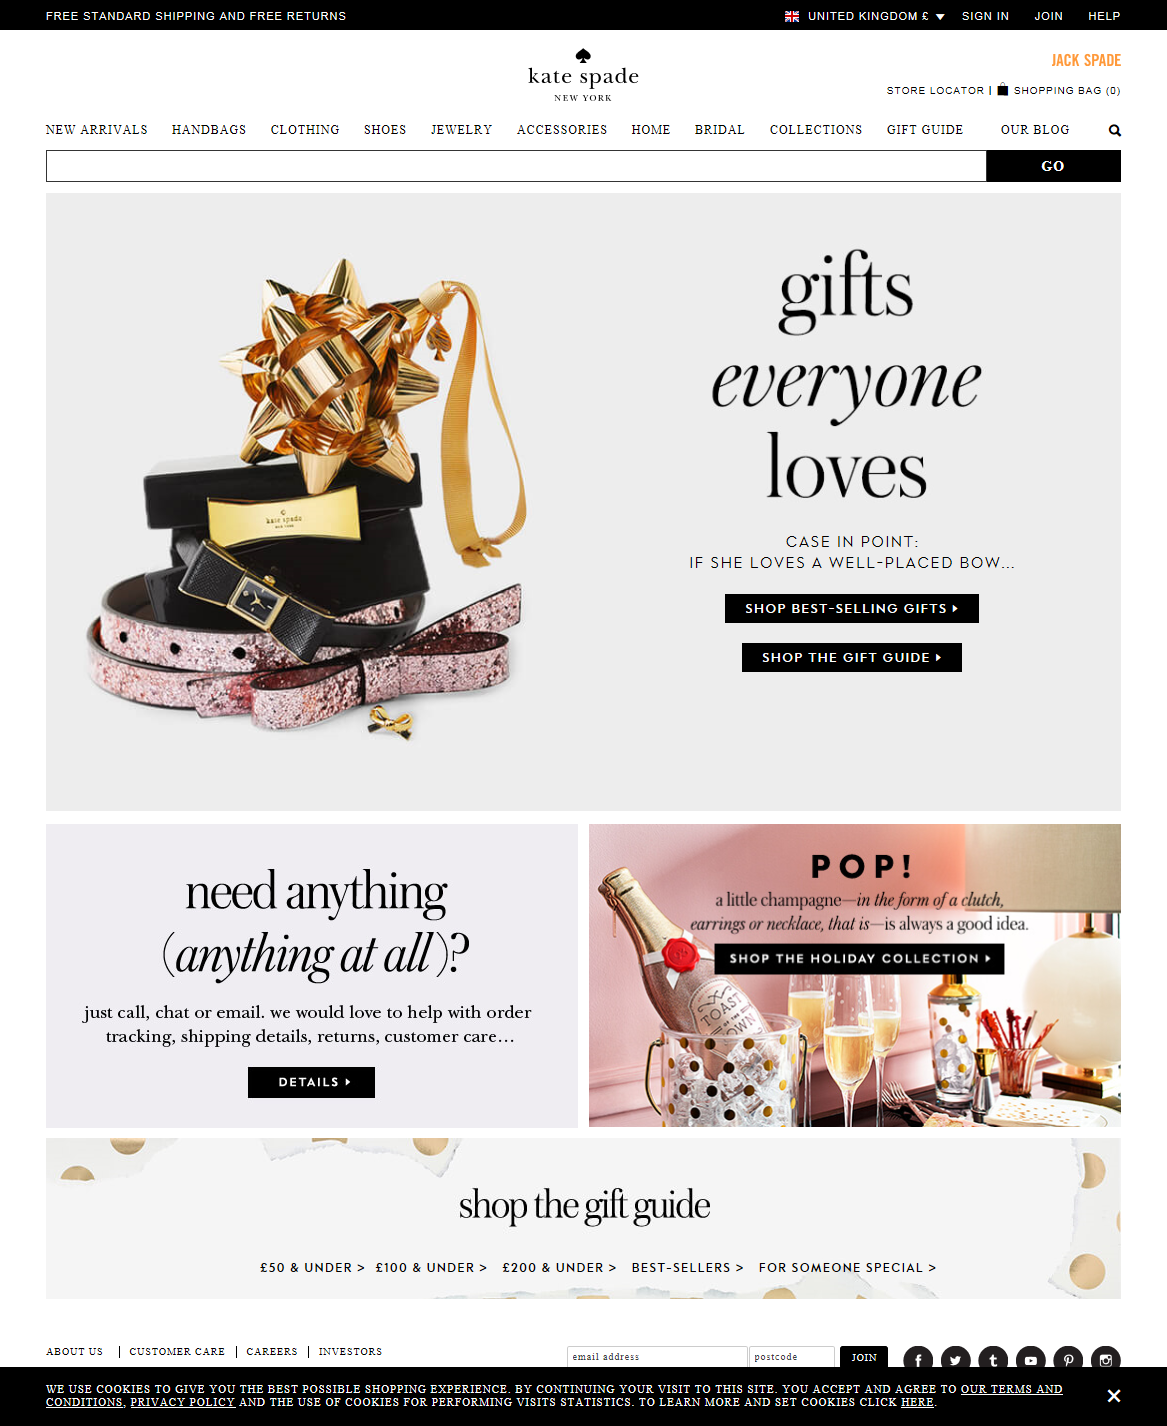 FREE STANDARD SHIPPING AND FREE RETURNS
UNITED KINGDOM £ SIGN IN JOIN HELP
kate spade
NEW YORK
JACK SPADE
STORE LOCATOR | SHOPPING BAG (0)
NEW ARRIVALS HANDBAGS CLOTHING SHOES JEWELRY ACCESSORIES HOME BRIDAL COLLECTIONS GIFT GUIDE OUR BLOG
GO
gifts
everyone
loves
kate spade
NEW YORK
CASE IN POINT:
IF SHE LOVES A WELL-PLACED BOW...
SHOP BEST-SELLING GIFTS
SHOP THE GIFT GUIDE
need anything
(anything at all)?
just call, chat or email. we would love to help with order
tracking, shipping details, returns, customer care...
DETAILS
POP!
a little champagne—in the form of a clutch,
earrings or necklace, that is—is always a good idea.
SHOP THE HOLIDAY COLLECTION
TOAST
OF THE
TOWN
shop the gift guide
£50 & UNDER > £100 & UNDER > £200 & UNDER > BEST-SELLERS > FOR SOMEONE SPECIAL >
ABOUT US | CUSTOMER CARE | CAREERS | INVESTORS
email address postcode JOIN
WE USE COOKIES TO GIVE YOU THE BEST POSSIBLE SHOPPING EXPERIENCE. BY CONTINUING YOUR VISIT TO THIS SITE. YOU ACCEPT AND AGREE TO OUR TERMS AND
CONDITIONS, PRIVACY POLICY AND THE USE OF COOKIES FOR PERFORMING VISITS STATISTICS. TO LEARN MORE AND SET COOKIES CLICK HERE.